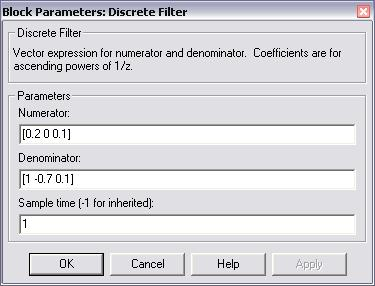 Block Parameters: Discrete Filter
Discrete Filter
Vector expression for numerator and denominator. Coefficients are for
ascending powers of 1/z.
Parameters
Numerator:
[0.2 0 0.1]
Denominator:
[1 -0.7 0.1]
Sample time (-1 for inherited):
1
OK Cancel Help Apply